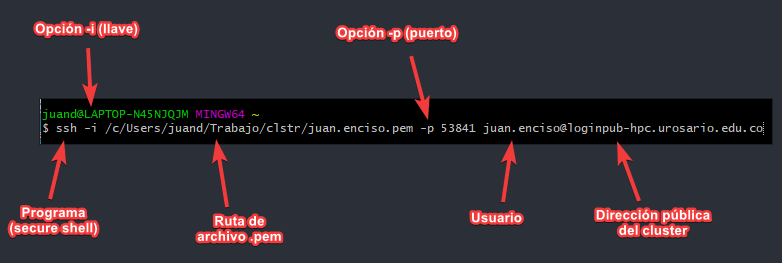 Opción -i (llave)
Opción -p (puerto)
juand@LAPTOP-N45NJQJM MINGW64 ~
$ ssh -i /c/Users/juand/Trabajo/clstr/juan.enciso.pem -p 53841 juan.enciso@loginpub-hpc.urosario.edu.co
Programa
(secure shell)
Ruta de
archivo .pem
Usuario
Dirección pública
del cluster